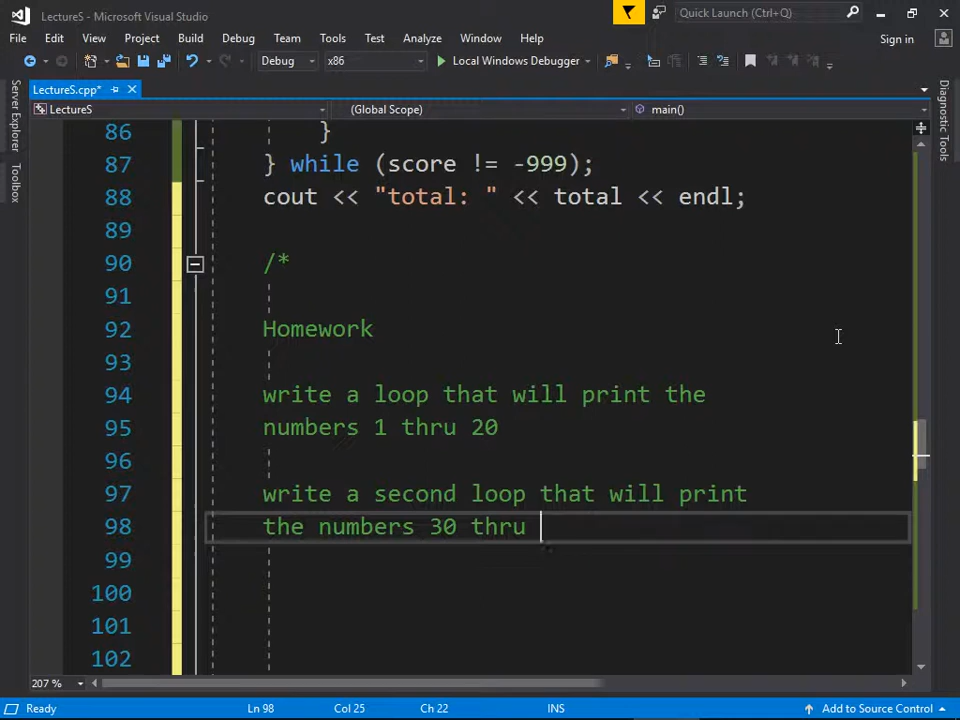 LectureS - Microsoft Visual Studio
Quick Launch (Ctrl+Q)
File Edit View Project Build Debug Team Tools Test Analyze Window Help Sign in
Debug x86 Local Windows Debugger
Server Explorer
Toolbox
Diagnostic Tools
LectureS.cpp*
LectureS (Global Scope) main()
86 }
87 } while (score != -999);
88 cout << "total: " << total << endl;
89
90 /*
91
92 Homework
93
94 write a loop that will print the
95 numbers 1 thru 20
96
97 write a second loop that will print
98 the numbers 30 thru
99
100
101
102
207 %
Ready Ln 98 Col 25 Ch 22 INS Add to Source Control